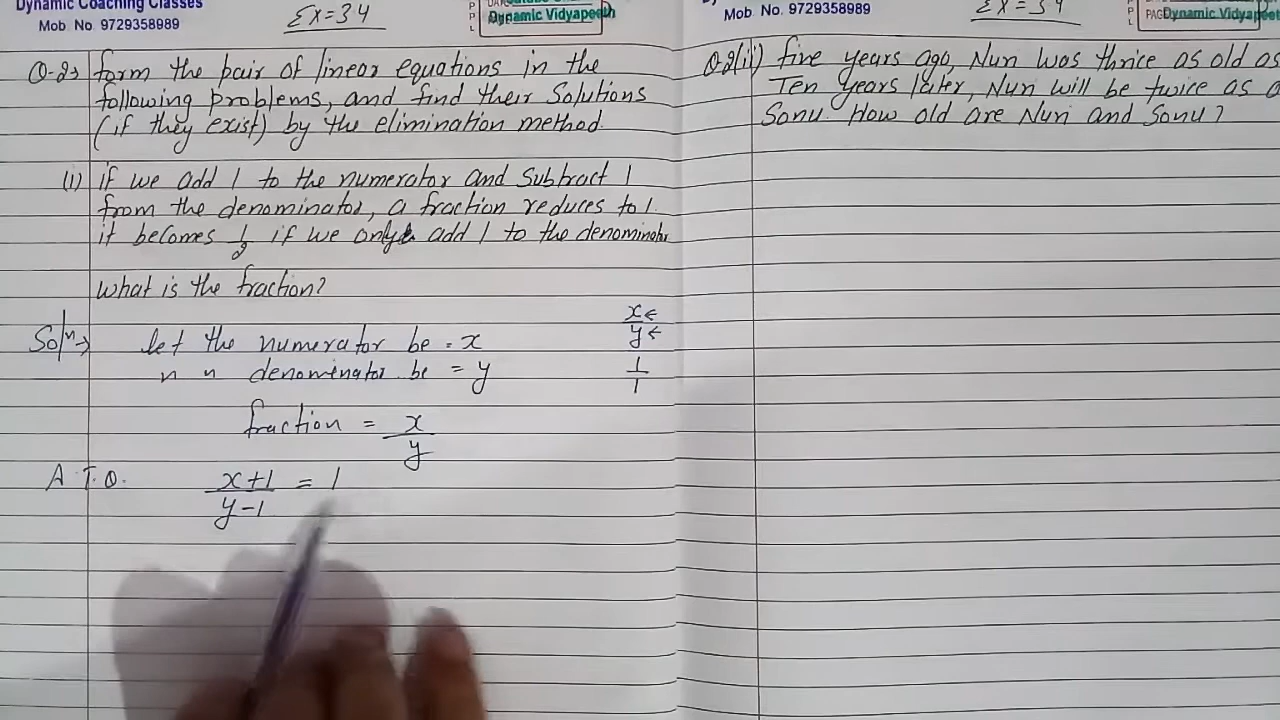 Dynamic Coaching Classes
Mob. No. 9729358989
Ex = 34
Dynamic Vidyapeeth
Q.2→ form the pair of linear equations in the
following problems, and find their solutions
(if they exist) by the elimination method.
(1) if we add 1 to the numerator and subtract 1
from the denominator, a fraction reduces to 1.
it becomes 1/2 if we only add 1 to the denominator
What is the fraction?
Solⁿ→ let the numerator be = x
" " denominator be = y
x ←
y ←
1
1
fraction = x/y
A.T.Q. x+1 = 1
y-1
Mob. No. 9729358989
Ex = 34
PAG
Dynamic Vidyapeet
Q.2(ii) five years ago, Nuri was thrice as old as
Ten years later, Nuri will be twice as o
Sonu. How old are Nuri and Sonu?